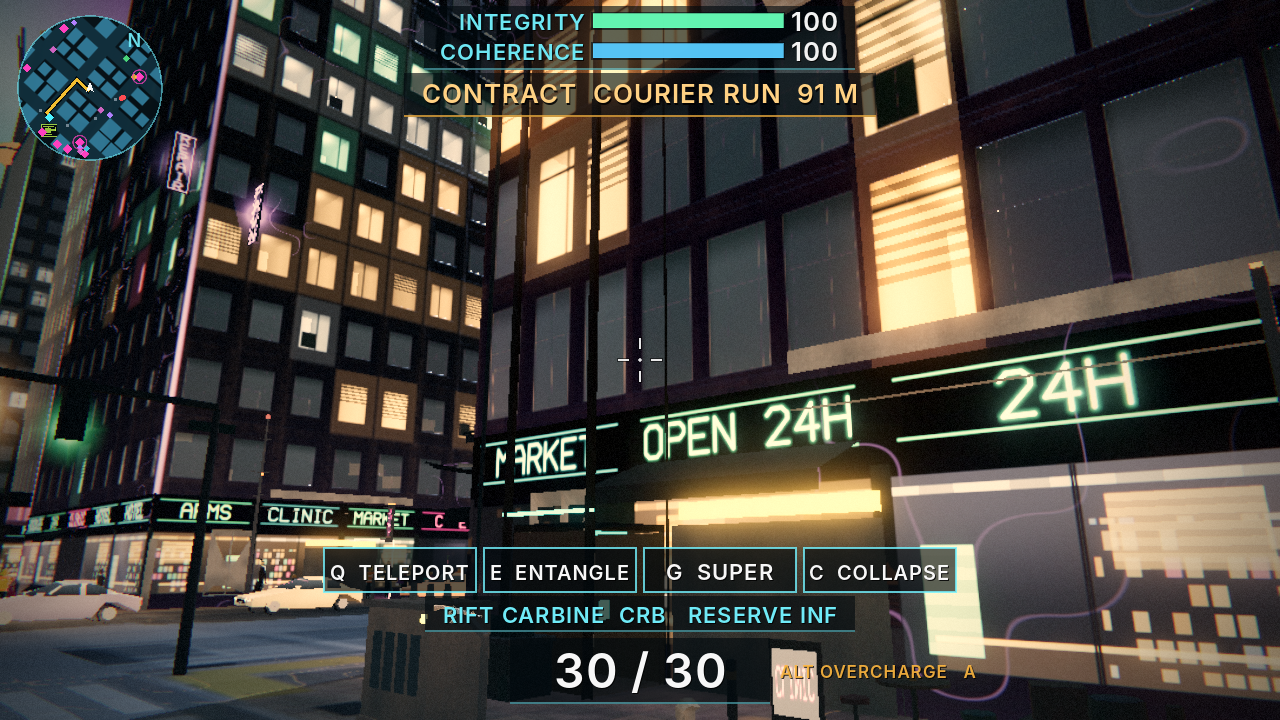 INTEGRITY 100
COHERENCE 100
N
CONTRACT COURIER RUN 91 M
MARKET OPEN 24H 24H
ARMS CLINIC MARKET
Q TELEPORT E ENTANGLE G SUPER C COLLAPSE
RIFT CARBINE CRB RESERVE INF
30 / 30
ALT OVERCHARGE A